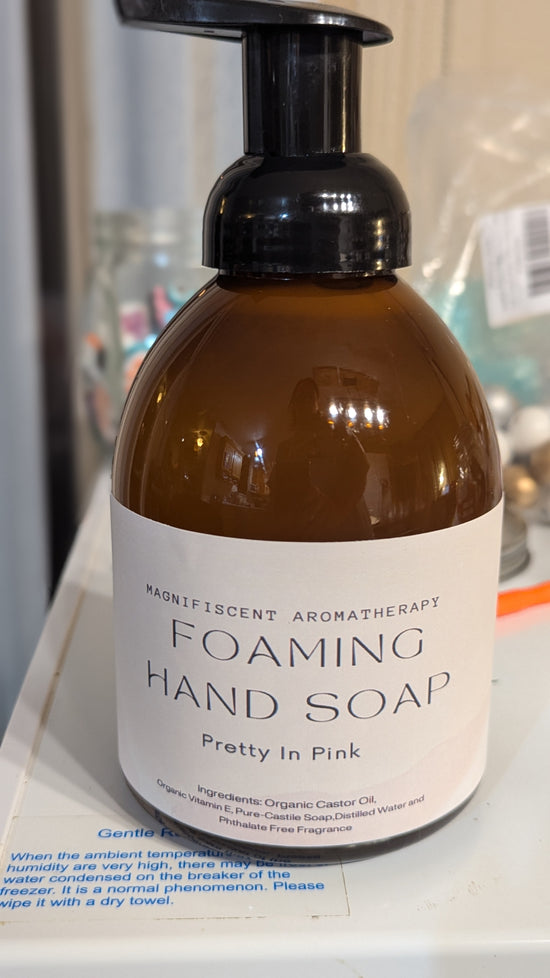 MAGNIFISCENT AROMATHERAPY
FOAMING
HAND SOAP
Pretty In Pink
Ingredients: Organic Castor Oil,
Organic Vitamin E, Pure-Castile Soap,Distilled Water and
Phthalate Free Fragrance
Gentle
When the ambient temperature
humidity are very high, there may be
water condensed on the breaker of the
freezer. It is a normal phenomenon. Please
wipe it with a dry towel.